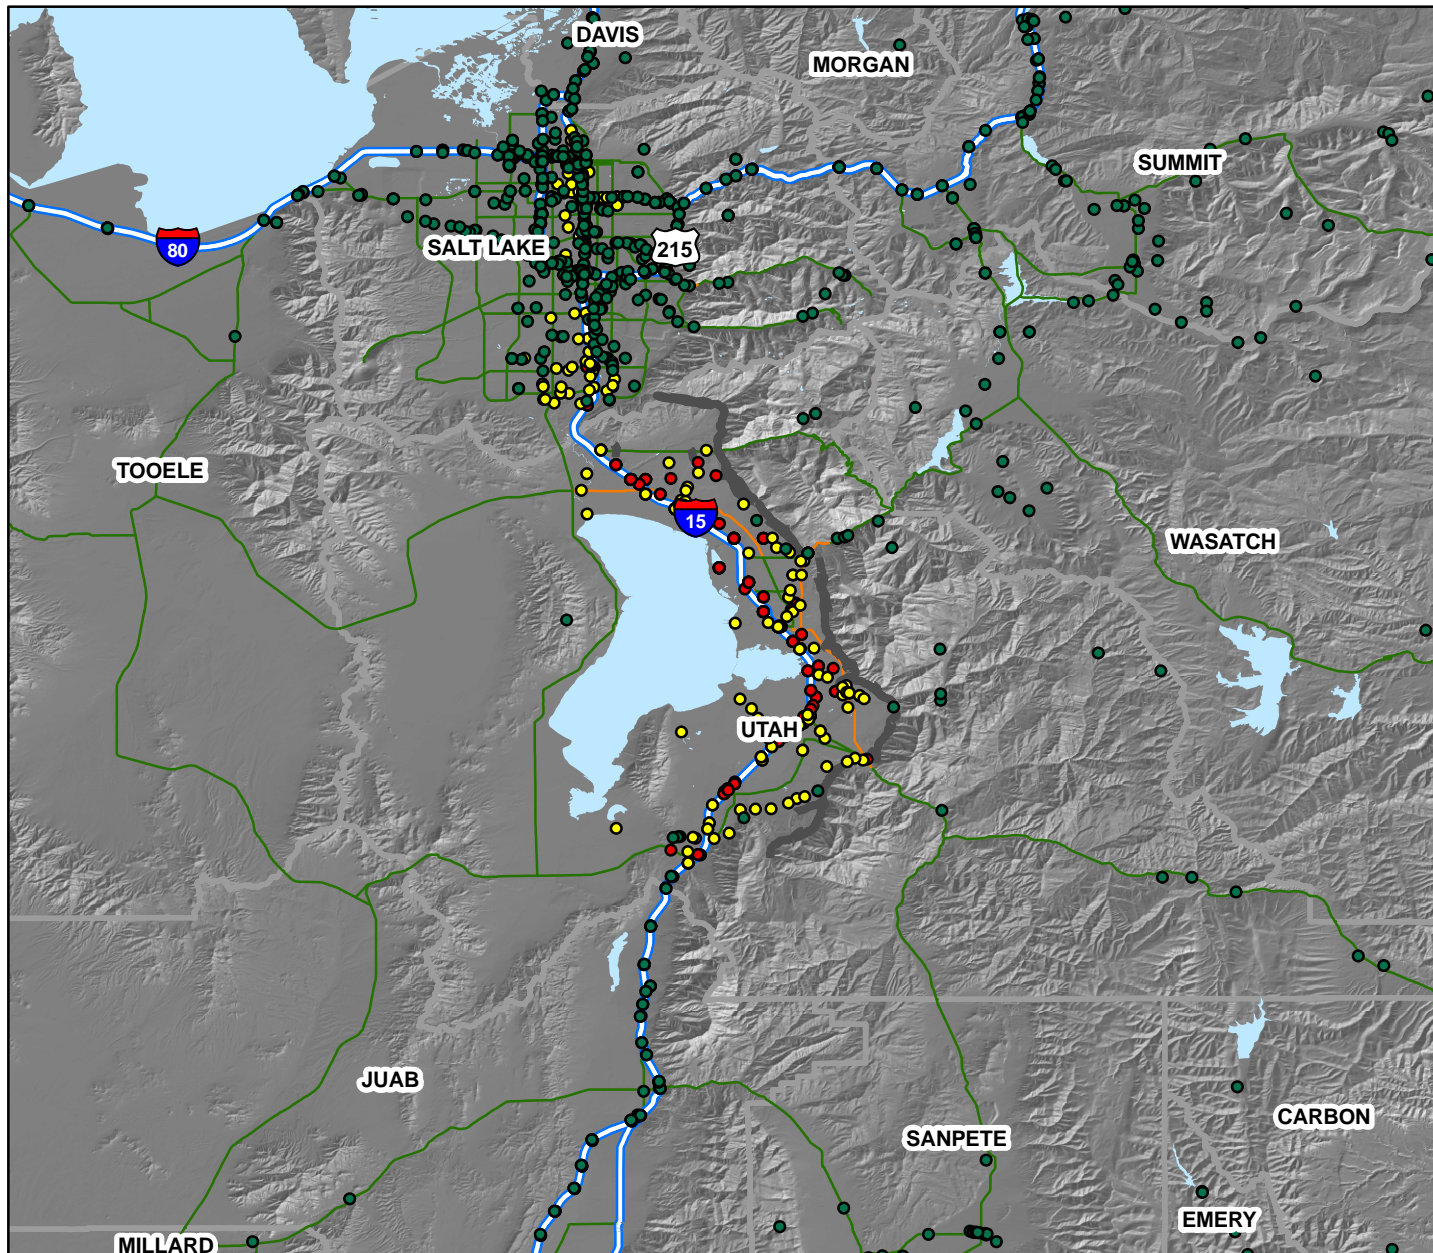 DAVIS
MORGAN
SUMMIT
SALT LAKE
215
80
TOOELE
15
WASATCH
UTAH
JUAB
CARBON
SANPETE
EMERY
MILLARD